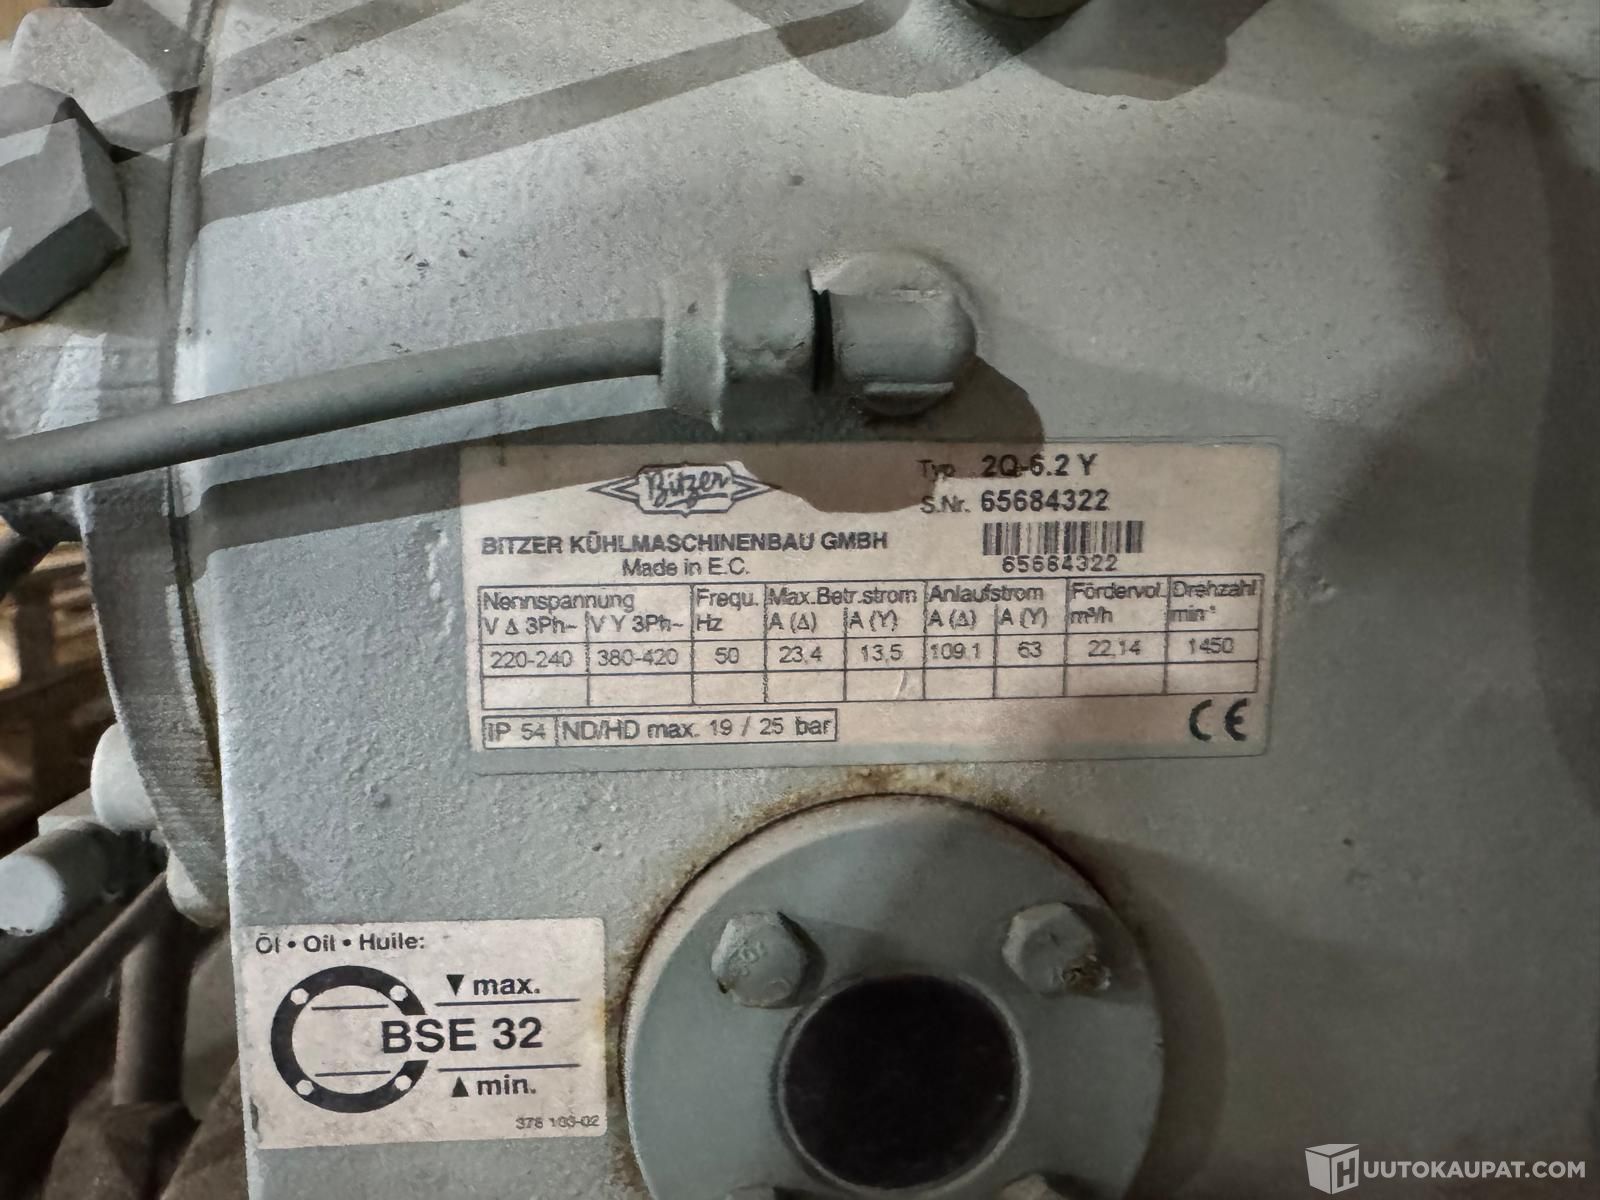 Bitzer
Typ 2Q-6.2 Y
S.Nr. 65684322
65684322
BITZER KÜHLMASCHINENBAU GMBH
Made in E.C.
Nennspannung Frequ. Max.Betr.strom Anlaufstrom Fördervol. Drehzahl
V Δ 3Ph~ V Y 3Ph~ Hz A (Δ) A (Y) A (Δ) A (Y) m³/h min⁻¹
220-240 380-420 50 23,4 13,5 109,1 63 22,14 1450
IP 54 ND/HD max. 19 / 25 bar
CE
Öl • Oil • Huile:
▼ max.
BSE 32
▲ min.
378 103-02
HUUTOKAUPAT.COM